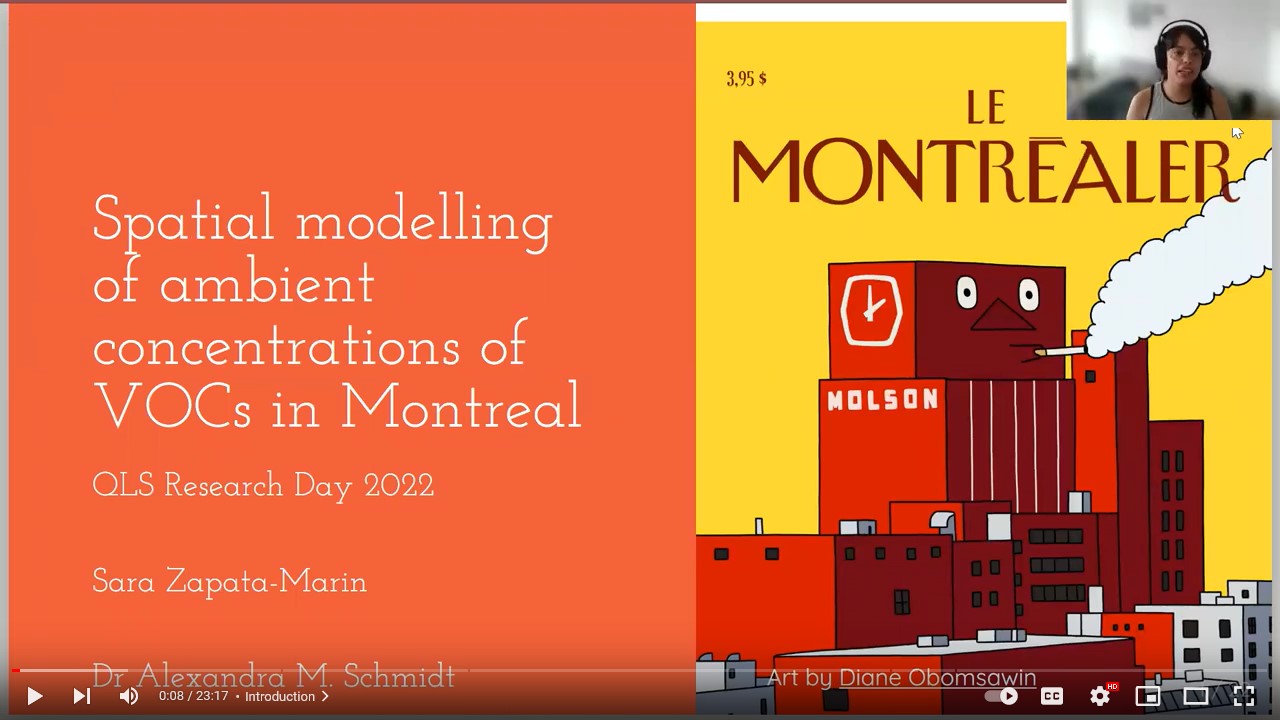 Spatial modelling
of ambient
concentrations of
VOCs in Montreal
QLS Research Day 2022
Sara Zapata-Marin
Dr Alexandra M. Schmidt
3,95 $
LE
MONTRÉALER
MOLSON
Art by Diane Obomsawin
0:08 / 23:17 • Introduction
CC
HD